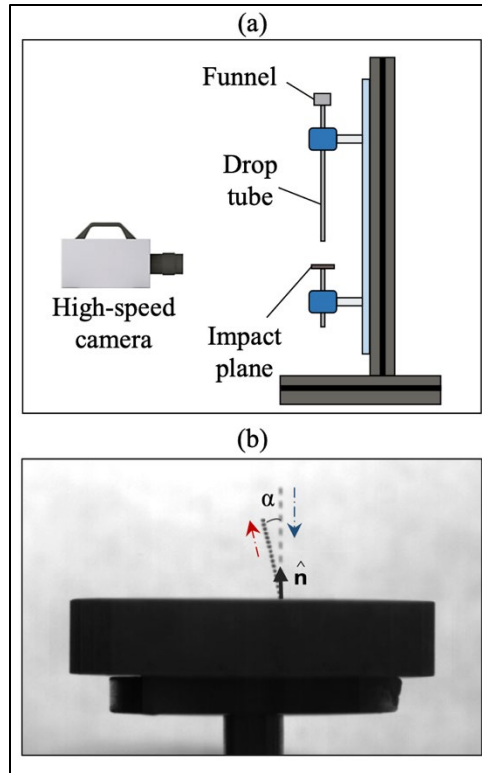 (a)
Funnel
Drop
tube
High-speed
camera
Impact
plane
(b)
α
n̂